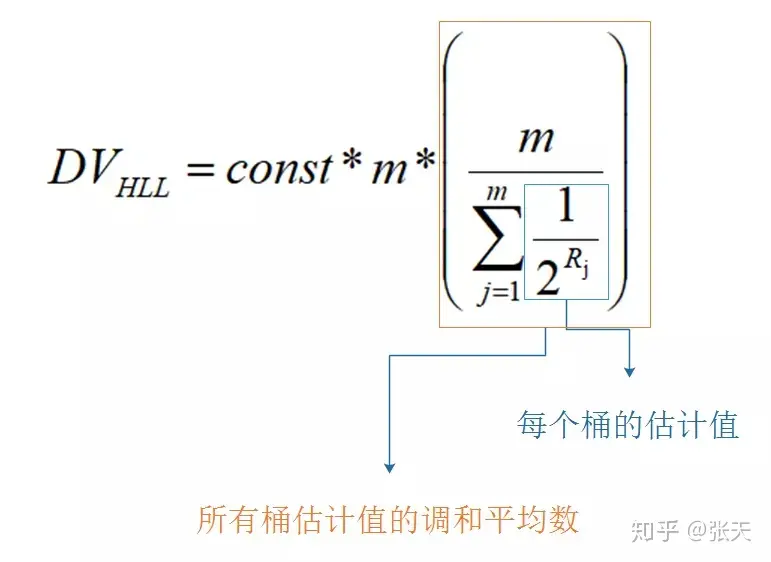 DV_{HLL} = const * m * \left( \frac{m}{\sum_{j=1}^{m} \frac{1}{2^{R_j}}} \right)
每个桶的估计值
所有桶估计值的调和平均数
知乎 @张天